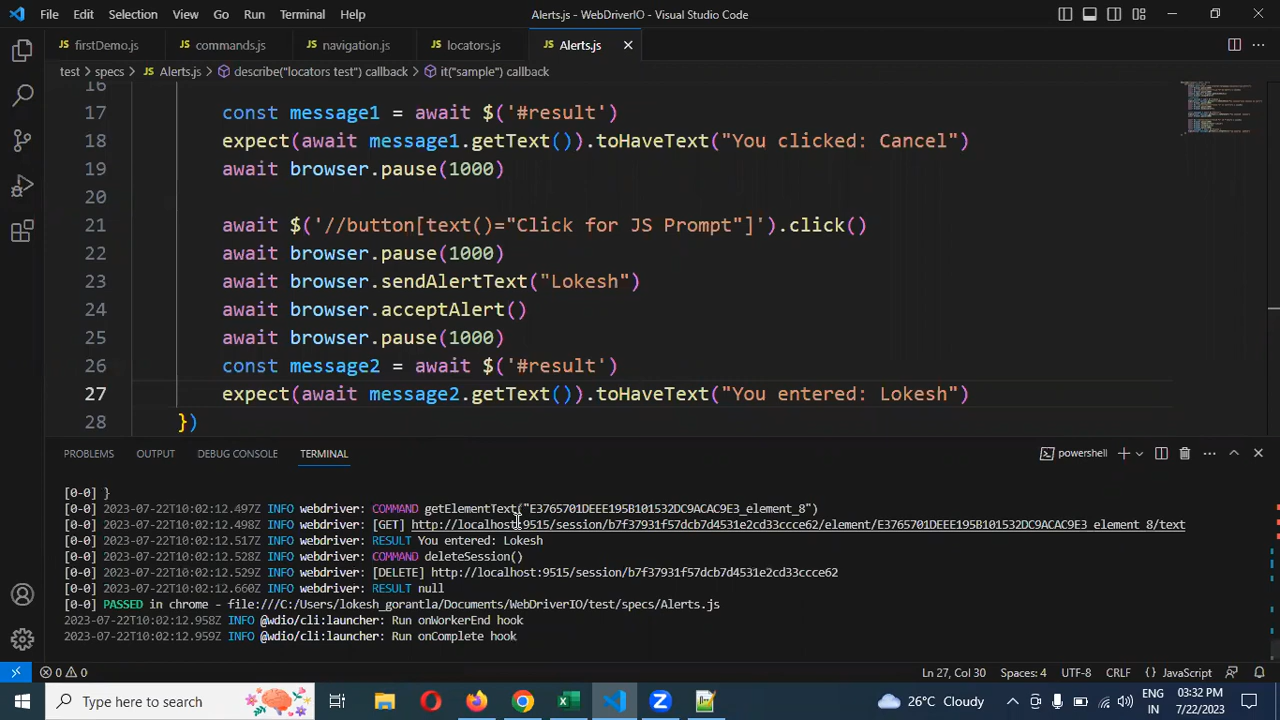 File Edit Selection View Go Run Terminal Help
Alerts.js - WebDriverIO - Visual Studio Code
firstDemo.js commands.js navigation.js locators.js Alerts.js
test > specs > Alerts.js > describe("locators test") callback > it("sample") callback
16
17 const message1 = await $('#result')
18 expect(await message1.getText()).toHaveText("You clicked: Cancel")
19 await browser.pause(1000)
20
21 await $('//button[text()="Click for JS Prompt"]').click()
22 await browser.pause(1000)
23 await browser.sendAlertText("Lokesh")
24 await browser.acceptAlert()
25 await browser.pause(1000)
26 const message2 = await $('#result')
27 expect(await message2.getText()).toHaveText("You entered: Lokesh")
28 })
PROBLEMS OUTPUT DEBUG CONSOLE TERMINAL
powershell
[0-0] }
[0-0] 2023-07-22T10:02:12.497Z INFO webdriver: COMMAND getElementText("E3765701DEEE195B101532DC9ACAC9E3_element_8")
[0-0] 2023-07-22T10:02:12.498Z INFO webdriver: [GET] http://localhost:9515/session/b7f37931f57dcb7d4531e2cd33ccce62/element/E3765701DEEE195B101532DC9ACAC9E3_element_8/text
[0-0] 2023-07-22T10:02:12.517Z INFO webdriver: RESULT You entered: Lokesh
[0-0] 2023-07-22T10:02:12.528Z INFO webdriver: COMMAND deleteSession()
[0-0] 2023-07-22T10:02:12.529Z INFO webdriver: [DELETE] http://localhost:9515/session/b7f37931f57dcb7d4531e2cd33ccce62
[0-0] 2023-07-22T10:02:12.660Z INFO webdriver: RESULT null
[0-0] PASSED in chrome - file:///C:/Users/lokesh_gorantla/Documents/WebDriverIO/test/specs/Alerts.js
2023-07-22T10:02:12.958Z INFO @wdio/cli:launcher: Run onWorkerEnd hook
2023-07-22T10:02:12.959Z INFO @wdio/cli:launcher: Run onComplete hook
0 0 Ln 27, Col 30 Spaces: 4 UTF-8 CRLF {} JavaScript
Type here to search
26°C Cloudy
ENG
IN
03:32 PM
7/22/2023